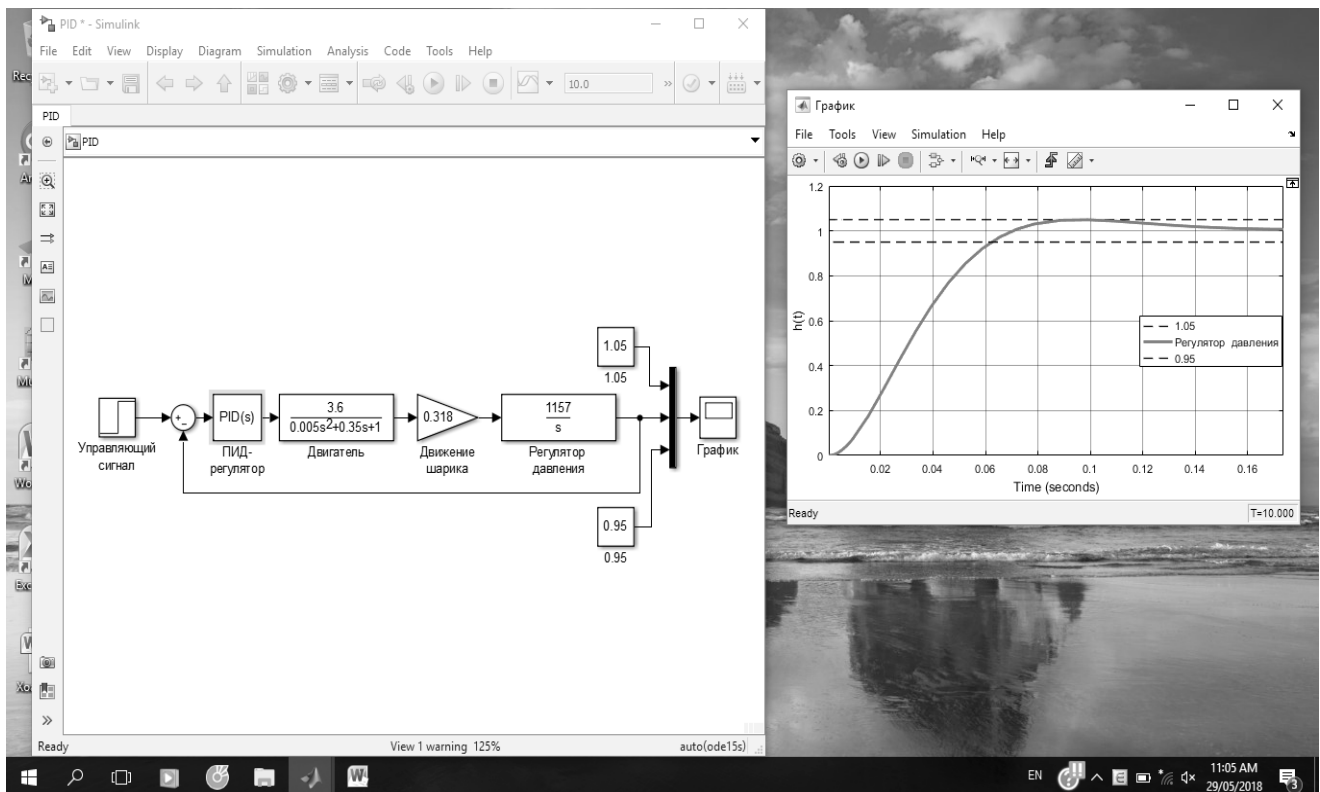 PID * - Simulink
File Edit View Display Diagram Simulation Analysis Code Tools Help
10.0
PID
PID
1.05
1.05
PID(s)
3.6
0.005s2+0.35s+1
0.318
1157
s
Управляющий
сигнал
ПИД-
регулятор
Двигатель
Движение
шарика
Регулятор
давления
График
0.95
0.95
Ready
View 1 warning 125%
auto(ode15s)
График
File Tools View Simulation Help
1.2
1
0.8
0.6
0.4
0.2
0
h(t)
1.05
Регулятор давления
0.95
0.02 0.04 0.06 0.08 0.1 0.12 0.14 0.16
Time (seconds)
Ready
T=10.000
EN
11:05 AM
29/05/2018
3